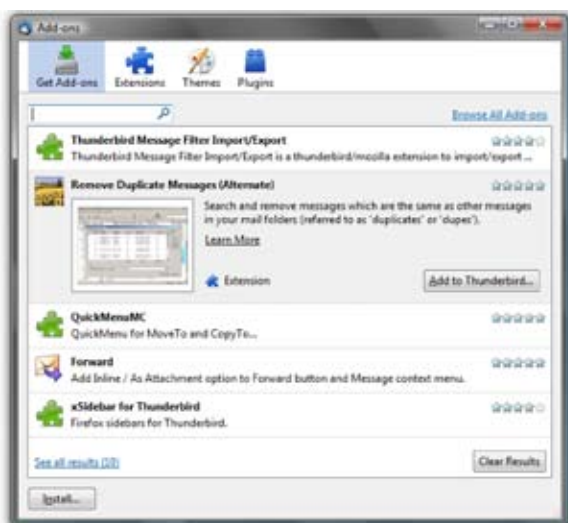 Add-ons
Get Add-ons Extensions Themes Plugins
Browse All Add-ons
Thunderbird Message Filter Import/Export
Thunderbird Message Filter Import/Export is a thunderbird/mozilla extension to import/export ...
Remove Duplicate Messages (Alternate)
Search and remove messages which are the same as other messages
in your mail folders (referred to as 'duplicates' or 'dupes').
Learn More
Extension
Add to Thunderbird...
QuickMenuMC
QuickMenu for MoveTo and CopyTo...
Forward
Add Inline / As Attachment option to Forward button and Message context menu.
xSidebar for Thunderbird
Firefox sidebars for Thunderbird.
See all results
Clear Results
Install...